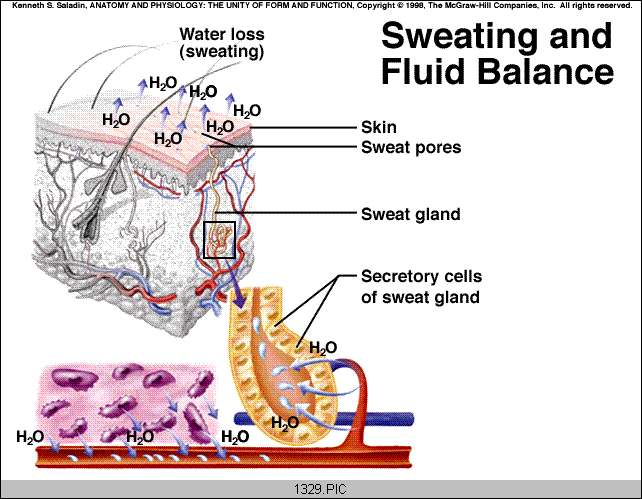 Kenneth S. Saladin, ANATOMY AND PHYSIOLOGY: THE UNITY OF FORM AND FUNCTION, Copyright © 1998, The McGraw-Hill Companies, Inc. All rights reserved.
Sweating and
Fluid Balance
Water loss
(sweating)
H2O
H2O
H2O
H2O
H2O
H2O
Skin
Sweat pores
Sweat gland
Secretory cells
of sweat gland
H2O
H2O
H2O
H2O
H2O
1329.PIC